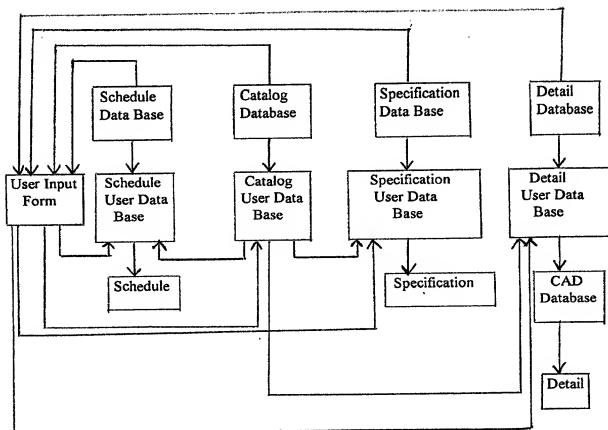 Schedule
Data Base
Catalog
Database
Specification
Data Base
Detail
Database
User Input
Form
Schedule
User Data
Base
Catalog
User Data
Base
Specification
User Data
Base
Detail
User Data
Base
Schedule
Specification
CAD
Database
Detail